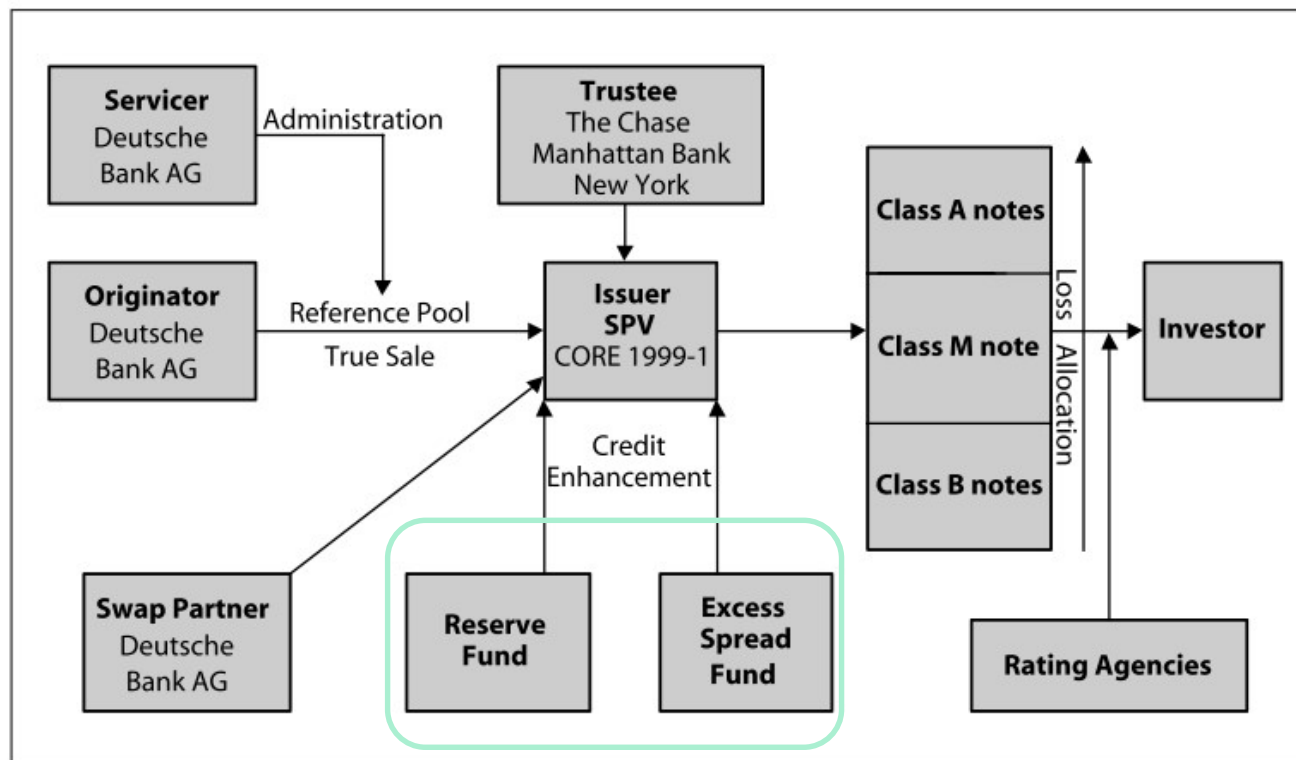 Servicer
Deutsche
Bank AG
Administration
Trustee
The Chase
Manhattan Bank
New York
Originator
Deutsche
Bank AG
Reference Pool
True Sale
Issuer
SPV
CORE 1999-1
Class A notes
Class M note
Class B notes
Loss Allocation
Investor
Credit
Enhancement
Swap Partner
Deutsche
Bank AG
Reserve
Fund
Excess
Spread
Fund
Rating Agencies